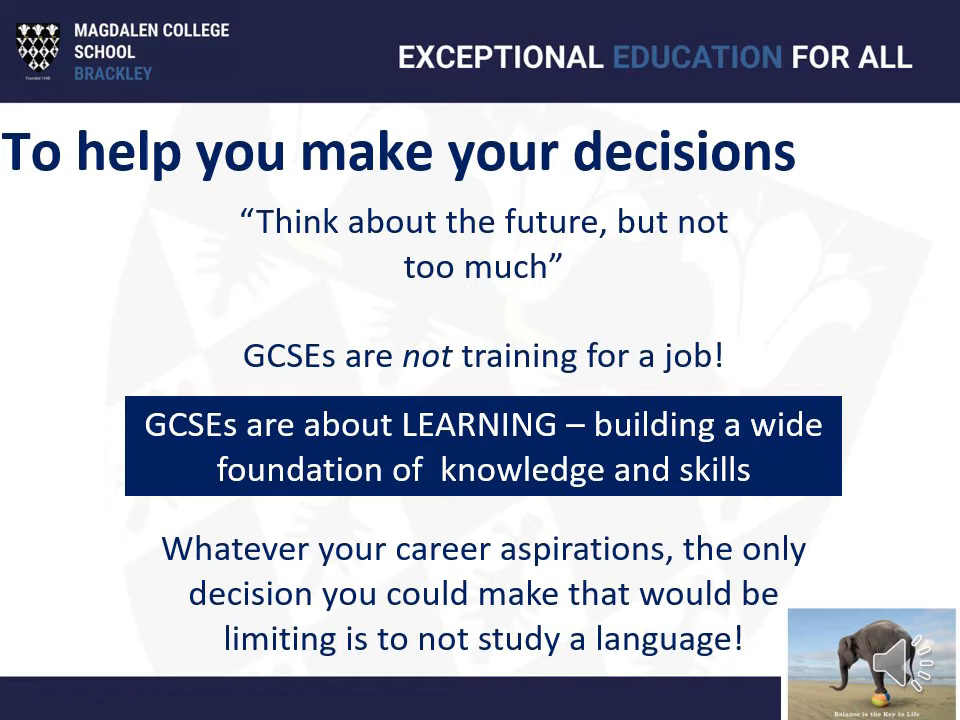 MAGDALEN COLLEGE
SCHOOL
BRACKLEY
Founded 1548
EXCEPTIONAL EDUCATION FOR ALL
To help you make your decisions
“Think about the future, but not
too much”
GCSEs are not training for a job!
GCSEs are about LEARNING – building a wide
foundation of  knowledge and skills
Whatever your career aspirations, the only
decision you could make that would be
limiting is to not study a language!
Balance is the Key to Life